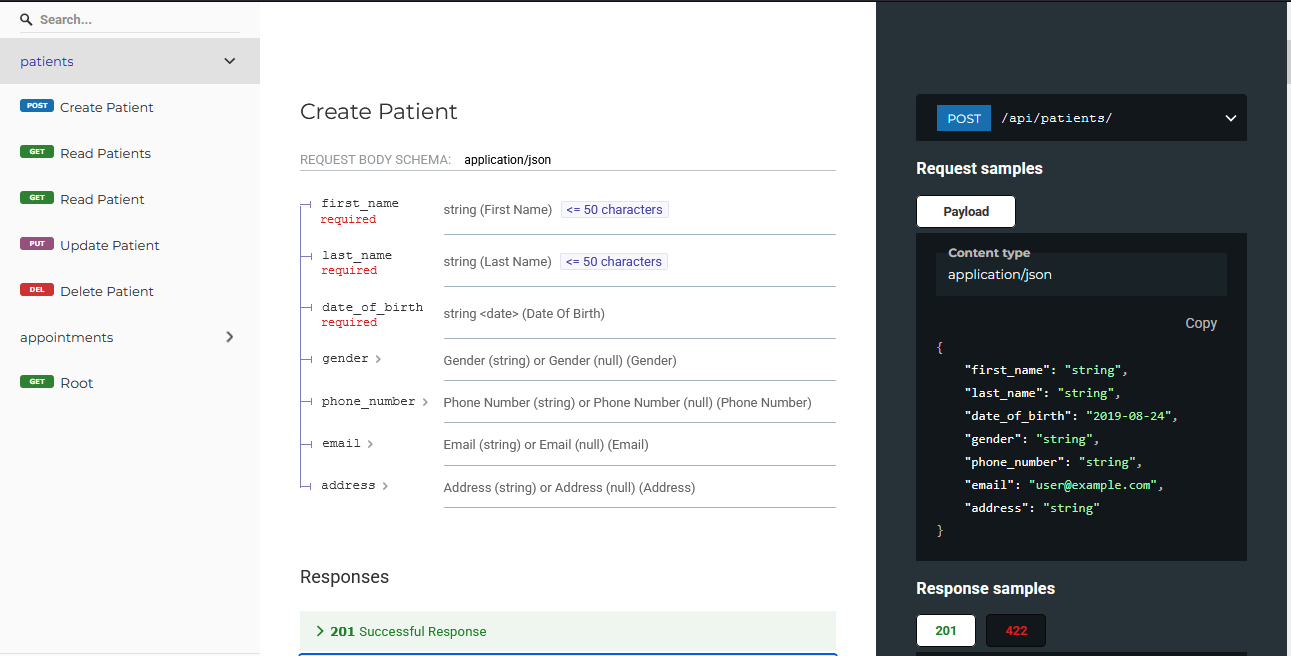 Search...
patients
POST Create Patient
GET Read Patients
GET Read Patient
PUT Update Patient
DEL Delete Patient
appointments
GET Root
Create Patient
REQUEST BODY SCHEMA: application/json
first_name
required
string (First Name) <= 50 characters
last_name
required
string (Last Name) <= 50 characters
date_of_birth
required
string <date> (Date Of Birth)
gender
Gender (string) or Gender (null) (Gender)
phone_number
Phone Number (string) or Phone Number (null) (Phone Number)
email
Email (string) or Email (null) (Email)
address
Address (string) or Address (null) (Address)
Responses
201 Successful Response
POST /api/patients/
Request samples
Payload
Content type
application/json
Copy
{
"first_name": "string",
"last_name": "string",
"date_of_birth": "2019-08-24",
"gender": "string",
"phone_number": "string",
"email": "user@example.com",
"address": "string"
}
Response samples
201 422